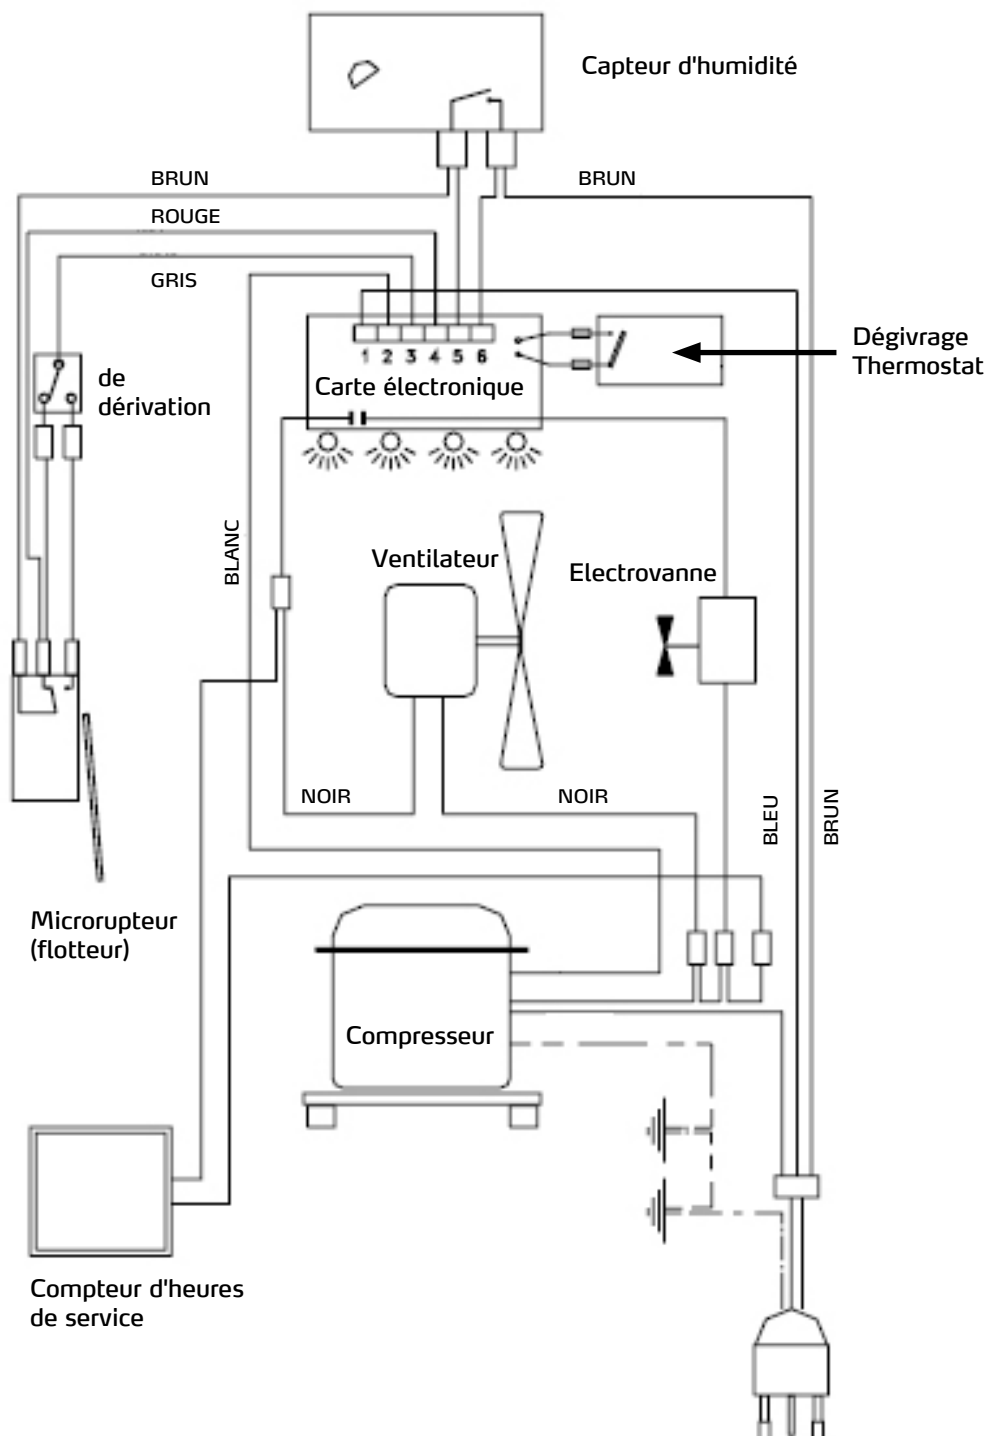 Capteur d'humidité
BRUN
BRUN
ROUGE
GRIS
1 2 3 4 5 6
Carte électronique
Dégivrage
Thermostat
de
dérivation
BLANC
Ventilateur
Electrovanne
NOIR
NOIR
BLEU
BRUN
Microrupteur
(flotteur)
Compresseur
Compteur d'heures
de service